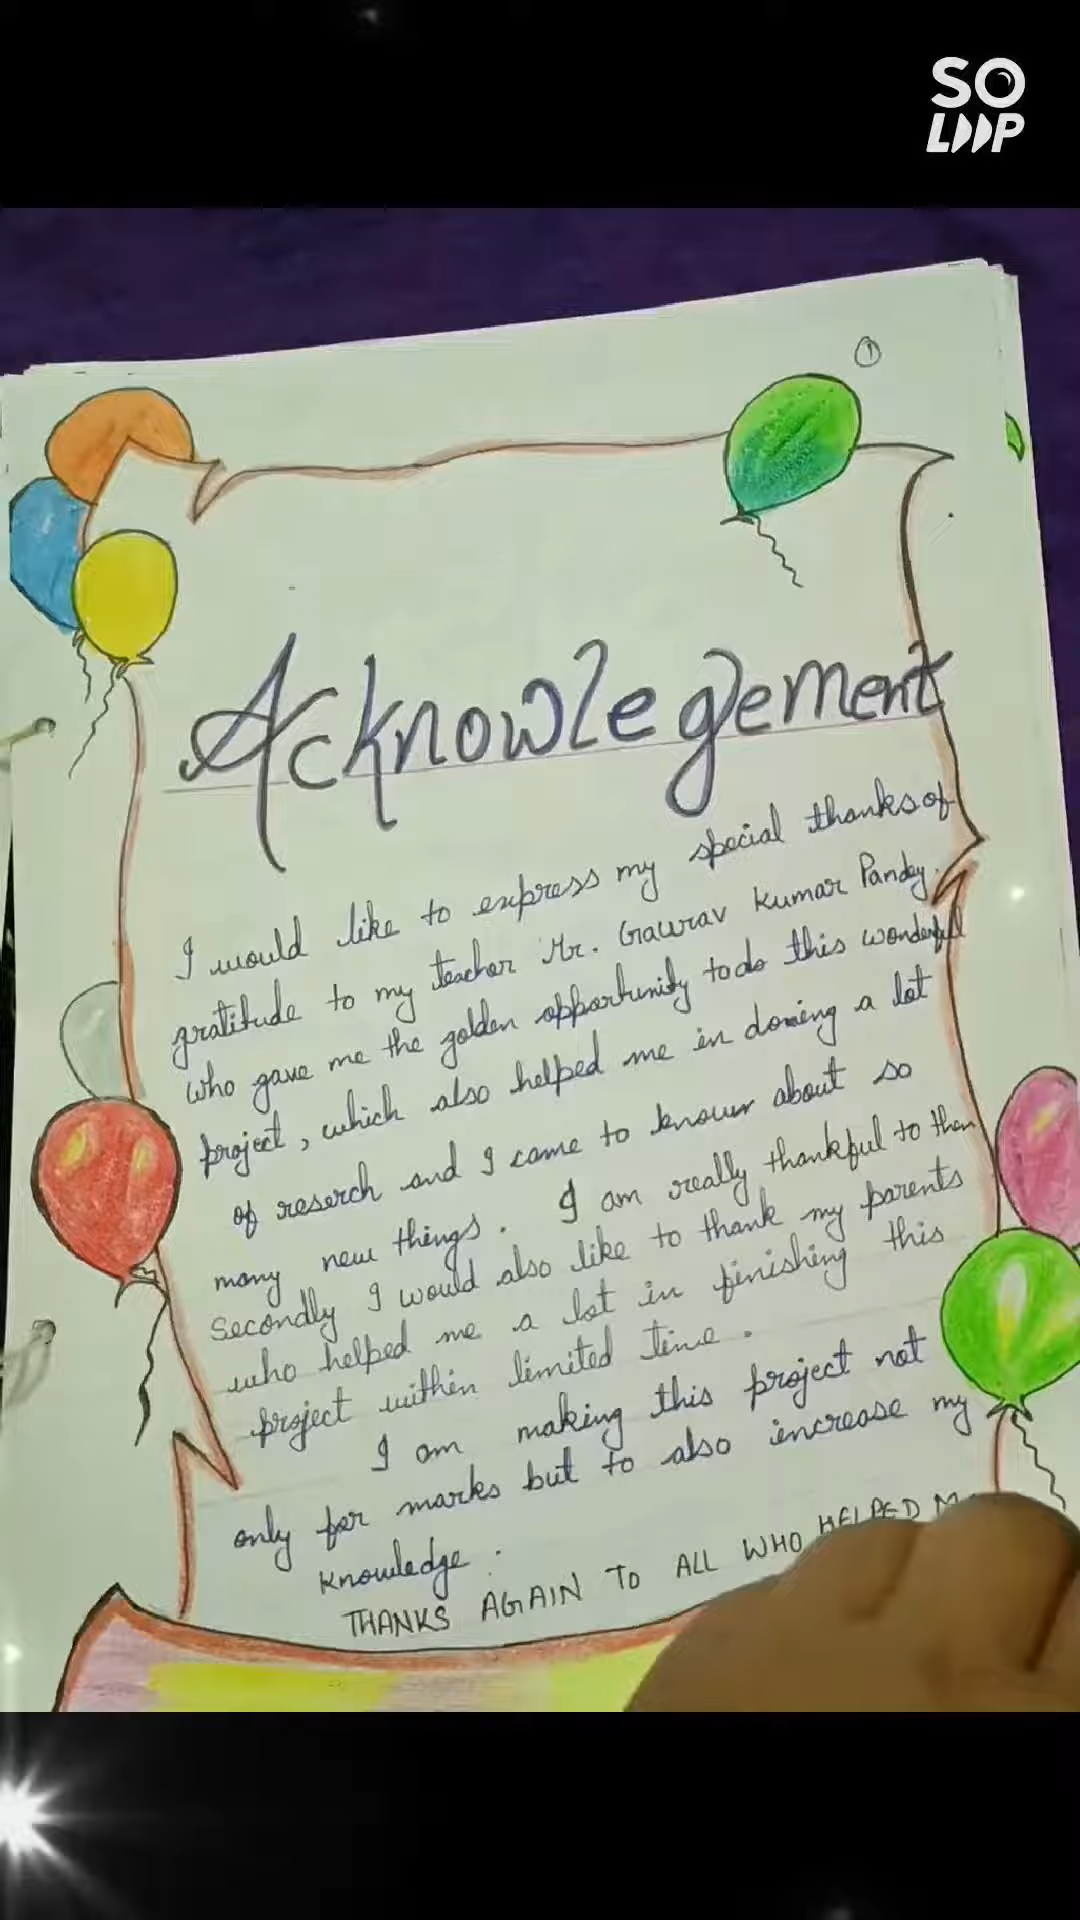 SO
LOOP
1
Acknowlegement
I would like to express my special thanks of
gratitude to my teacher Mr. Gaurav Kumar Pandey.
who gave me the golden opportunity to do this wonderful
project, which also helped me in doing a lot
of reserch and I came to know about so
many new things. I am really thankful to them
Secondly I would also like to thank my parents
who helped me a lot in finishing this
project within limited time.
I am making this project not
only for marks but to also increase my
knowledge.
THANKS AGAIN TO ALL WHO HELPED